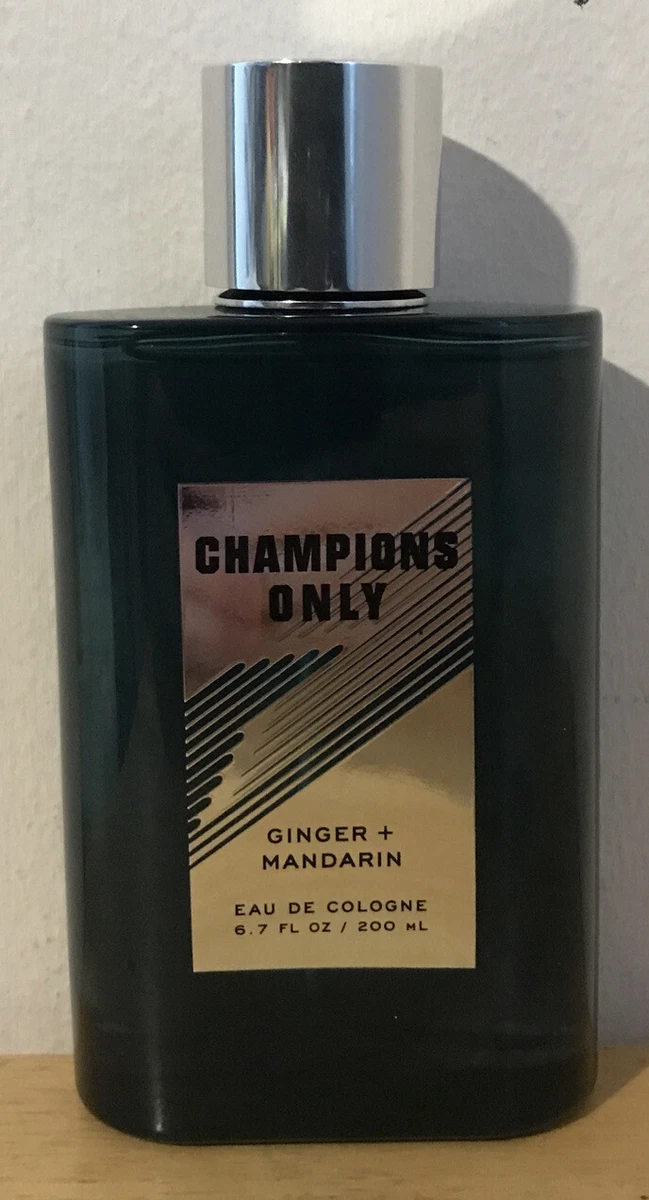 CHAMPIONS
ONLY
GINGER +
MANDARIN
EAU DE COLOGNE
6.7 FL OZ / 200 ML